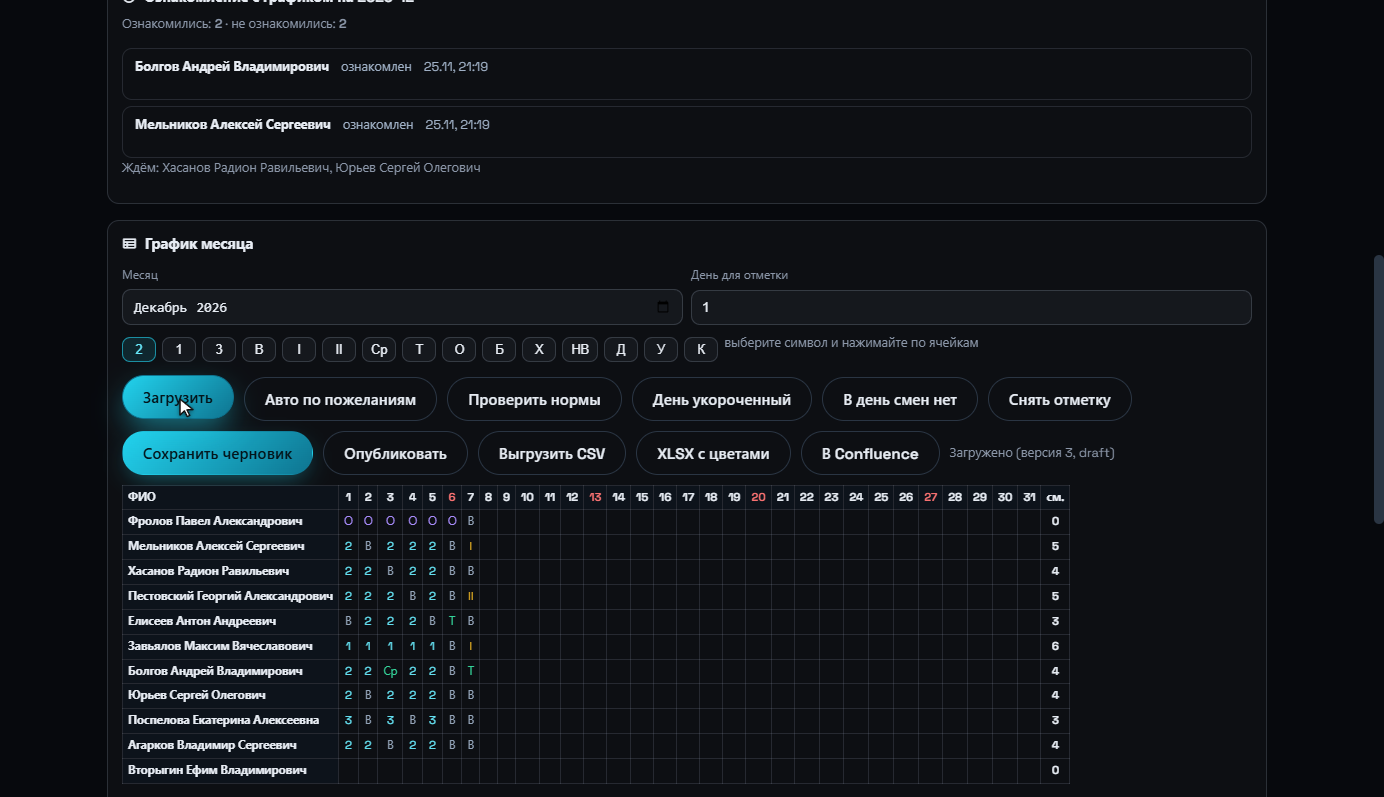 Ознакомились: 2 · не ознакомились: 2
Болгов Андрей Владимирович ознакомлен 25.11, 21:19
Мельников Алексей Сергеевич ознакомлен 25.11, 21:19
Ждём: Хасанов Радион Равильевич, Юрьев Сергей Олегович
График месяца
Месяц День для отметки
Декабрь 2026 1
2 1 3 В I II Ср Т О Б Х НВ Д У К выберите символ и нажимайте по ячейкам
Загрузить Авто по пожеланиям Проверить нормы День укороченный В день смен нет Снять отметку
Сохранить черновик Опубликовать Выгрузить CSV XLSX с цветами В Confluence Загружено (версия 3, draft)
ФИО 1 2 3 4 5 6 7 8 9 10 11 12 13 14 15 16 17 18 19 20 21 22 23 24 25 26 27 28 29 30 31 см.
Фролов Павел Александрович О О О О О О В 0
Мельников Алексей Сергеевич 2 В 2 2 2 В I 5
Хасанов Радион Равильевич 2 2 В 2 2 В В 4
Пестовский Георгий Александрович 2 2 2 В 2 В II 5
Елисеев Антон Андреевич В 2 2 2 В Т В 3
Завьялов Максим Вячеславович 1 1 1 1 1 В I 6
Болгов Андрей Владимирович 2 2 Ср 2 2 В Т 4
Юрьев Сергей Олегович 2 В 2 2 2 В В 4
Поспелова Екатерина Алексеевна 3 В 3 В 3 В В 3
Агарков Владимир Сергеевич 2 2 В 2 2 В В 4
Вторыгин Ефим Владимирович 0